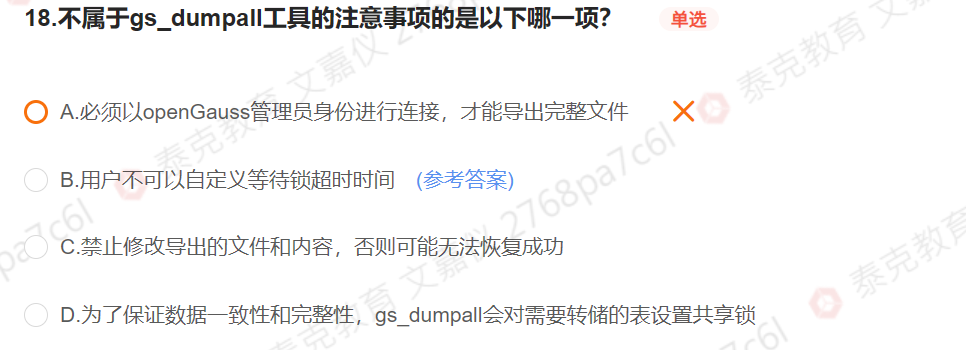 18.不属于gs_dumpall工具的注意事项的是以下哪一项? 单选
A.必须以openGauss管理员身份进行连接，才能导出完整文件
B.用户不可以自定义等待锁超时时间 (参考答案)
C.禁止修改导出的文件和内容，否则可能无法恢复成功
D.为了保证数据一致性和完整性，gs_dumpall会对需要转储的表设置共享锁
泰克教育 文嘉仪 2768pa7c6l